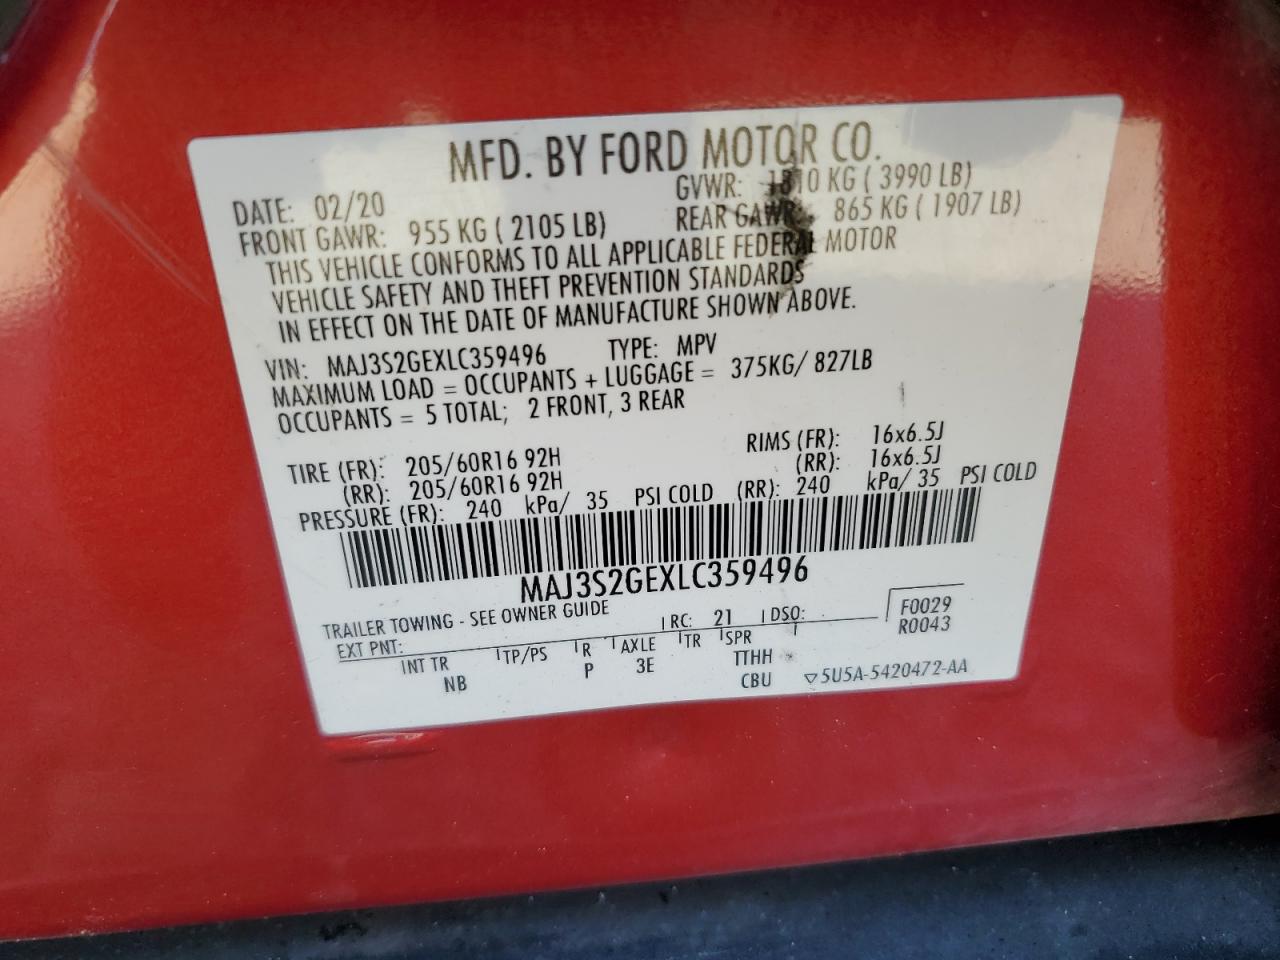 MFD. BY FORD MOTOR CO.
DATE: 02/20 GVWR: 1810 KG ( 3990 LB)
FRONT GAWR: 955 KG ( 2105 LB) REAR GAWR: 865 KG ( 1907 LB)
THIS VEHICLE CONFORMS TO ALL APPLICABLE FEDERAL MOTOR
VEHICLE SAFETY AND THEFT PREVENTION STANDARDS
IN EFFECT ON THE DATE OF MANUFACTURE SHOWN ABOVE.
VIN: MAJ3S2GEXLC359496 TYPE: MPV
MAXIMUM LOAD = OCCUPANTS + LUGGAGE = 375KG/ 827LB
OCCUPANTS = 5 TOTAL; 2 FRONT, 3 REAR
TIRE (FR): 205/60R16 92H RIMS (FR): 16x6.5J
(RR): 205/60R16 92H (RR): 16x6.5J
PRESSURE (FR): 240 kPa/ 35 PSI COLD (RR): 240 kPa/ 35 PSI COLD
MAJ3S2GEXLC359496
TRAILER TOWING - SEE OWNER GUIDE
EXT PNT: RC: 21 DSO: F0029
R0043
INT TR TP/PS R AXLE TR SPR
NB P 3E TTHH
CBU ▽5U5A-5420472-AA